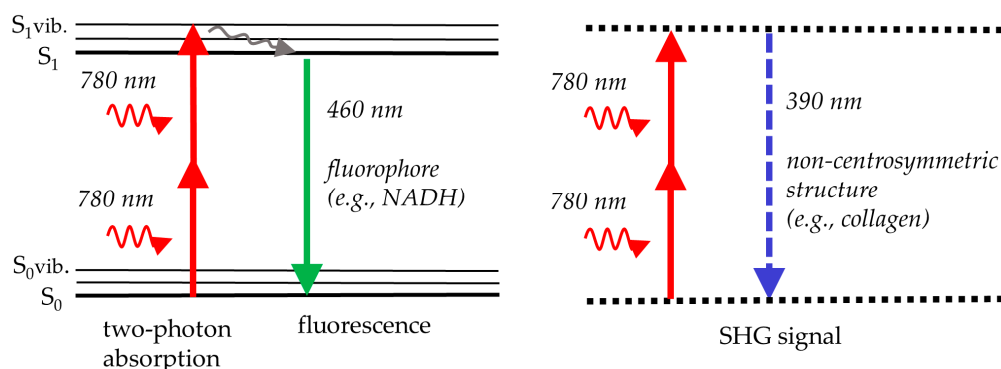 S1vib.
S1
780 nm
460 nm
fluorophore
(e.g., NADH)
780 nm
S0vib.
S0
two-photon
absorption
fluorescence
780 nm
390 nm
non-centrosymmetric
structure
(e.g., collagen)
780 nm
SHG signal